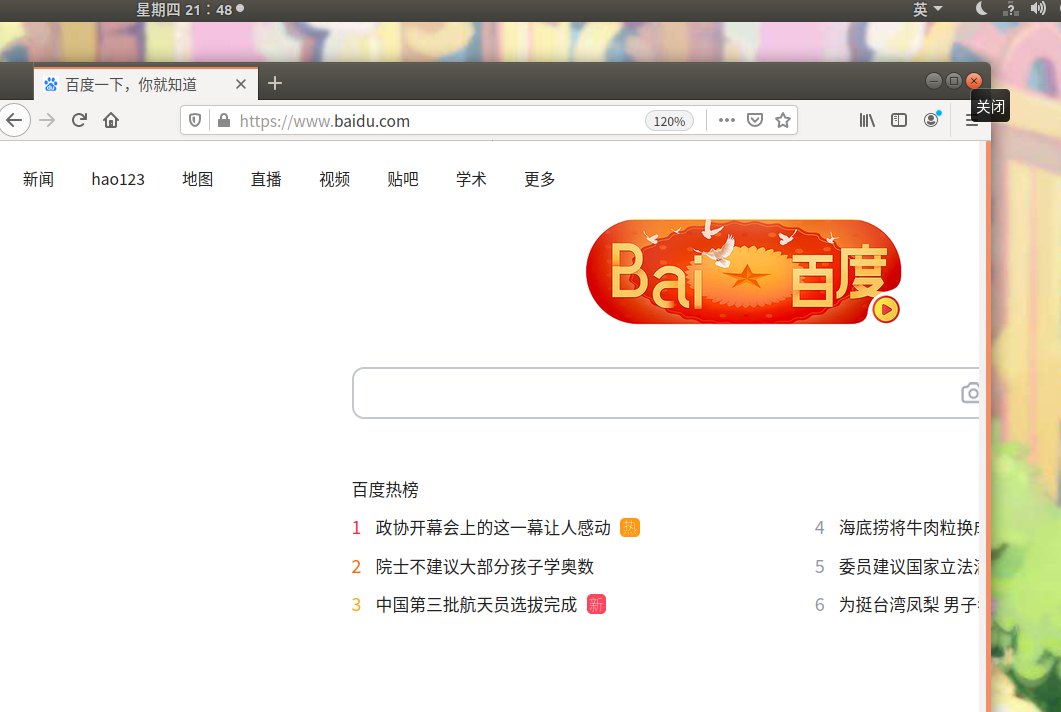 星期四 21：48
英
百度一下，你就知道
关闭
https://www.baidu.com
120%
新闻 hao123 地图 直播 视频 贴吧 学术 更多
Bai 百度
百度热榜
1 政协开幕会上的这一幕让人感动 热
4 海底捞将牛肉粒换
2 院士不建议大部分孩子学奥数
5 委员建议国家立法
3 中国第三批航天员选拔完成 新
6 为挺台湾凤梨 男子